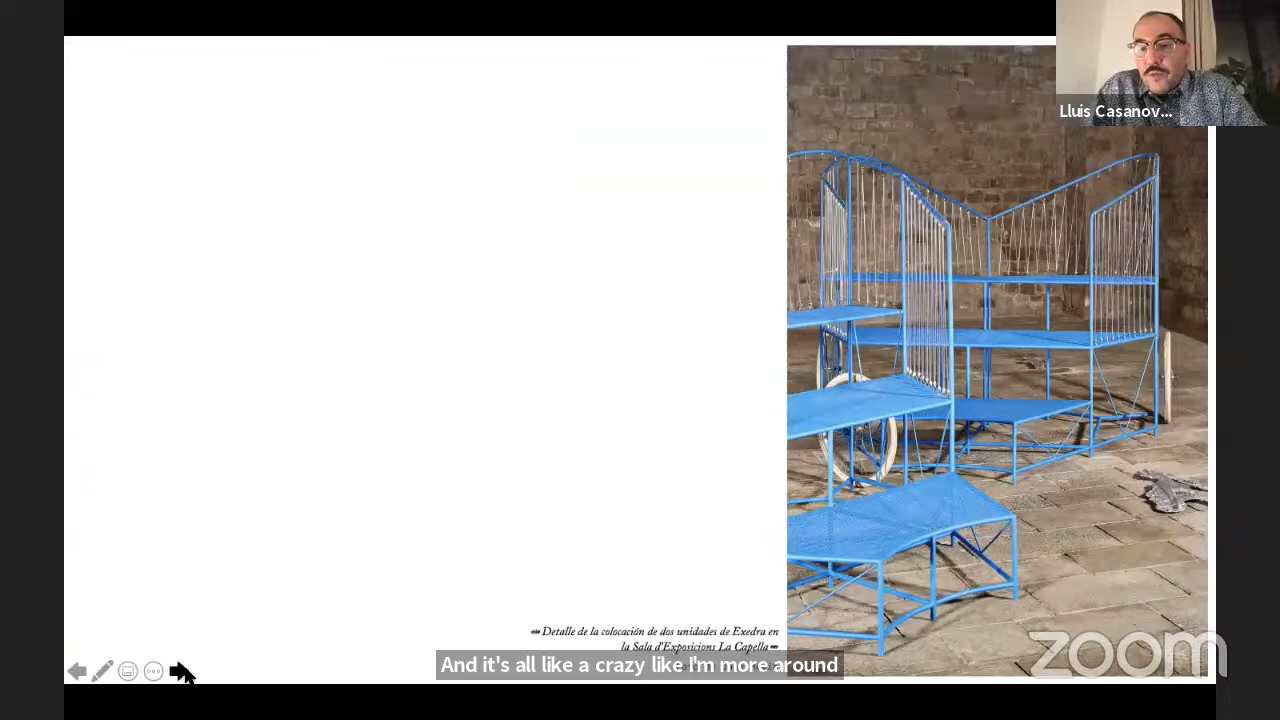 Lluis Casanov...
⇴ Detalle de la colocación de dos unidades de Exedra en
la Sala d'Exposicions La Capella
And it's all like a crazy like I'm more around
zoom